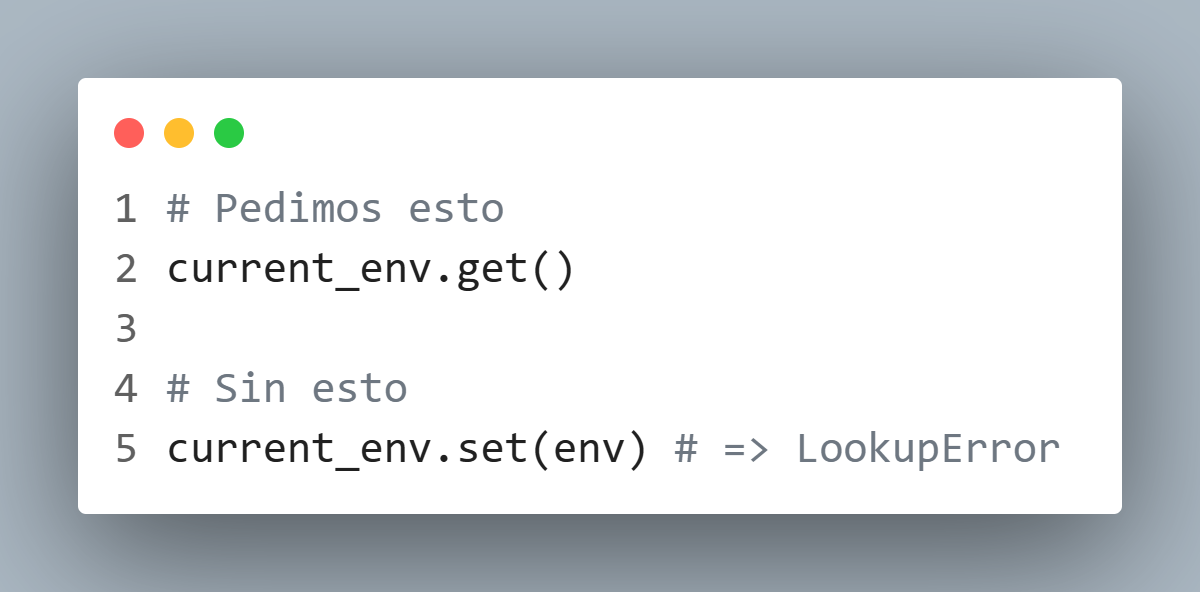 1 # Pedimos esto
2 current_env.get()
3
4 # Sin esto
5 current_env.set(env) # => LookupError